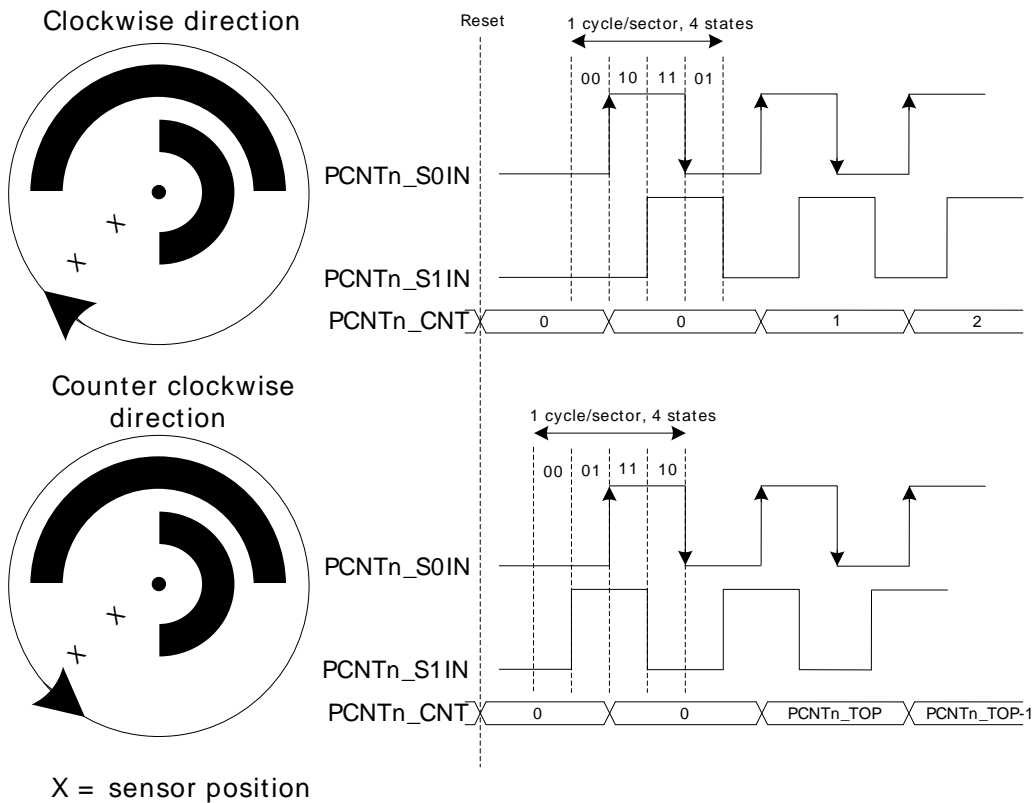 Clockwise direction
Reset
1 cycle/sector, 4 states
00 10 11 01
PCNTn_S0IN
PCNTn_S1IN
PCNTn_CNT 0 0 1 2
X X
Counter clockwise
direction
1 cycle/sector, 4 states
00 01 11 10
PCNTn_S0IN
PCNTn_S1IN
PCNTn_CNT 0 0 PCNTn_TOP PCNTn_TOP-1
X X
X = sensor position